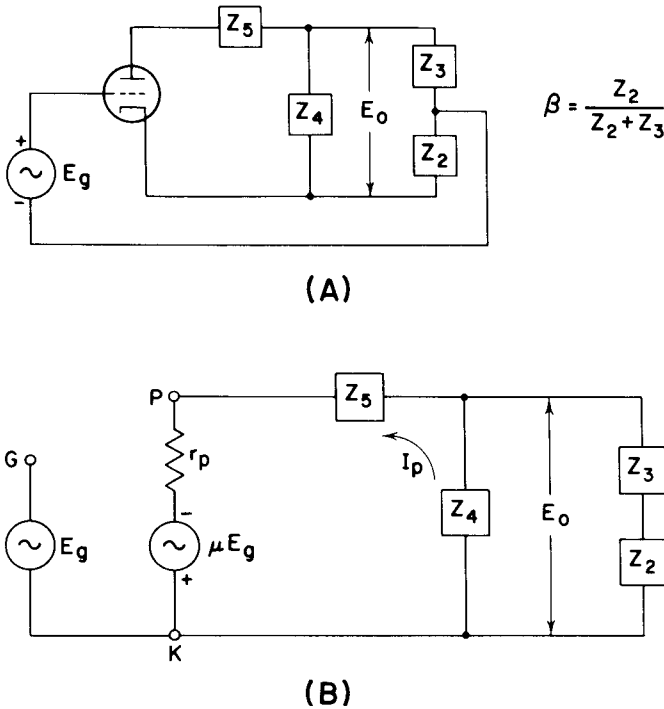 Z5
Z3
Z4
E0
β = Z2 / Z2 + Z3
Z2
+
Eg
-
(A)
P
Z5
G
rp
Ip
Z3
-
Z4
E0
Eg
μEg
Z2
+
K
(B)